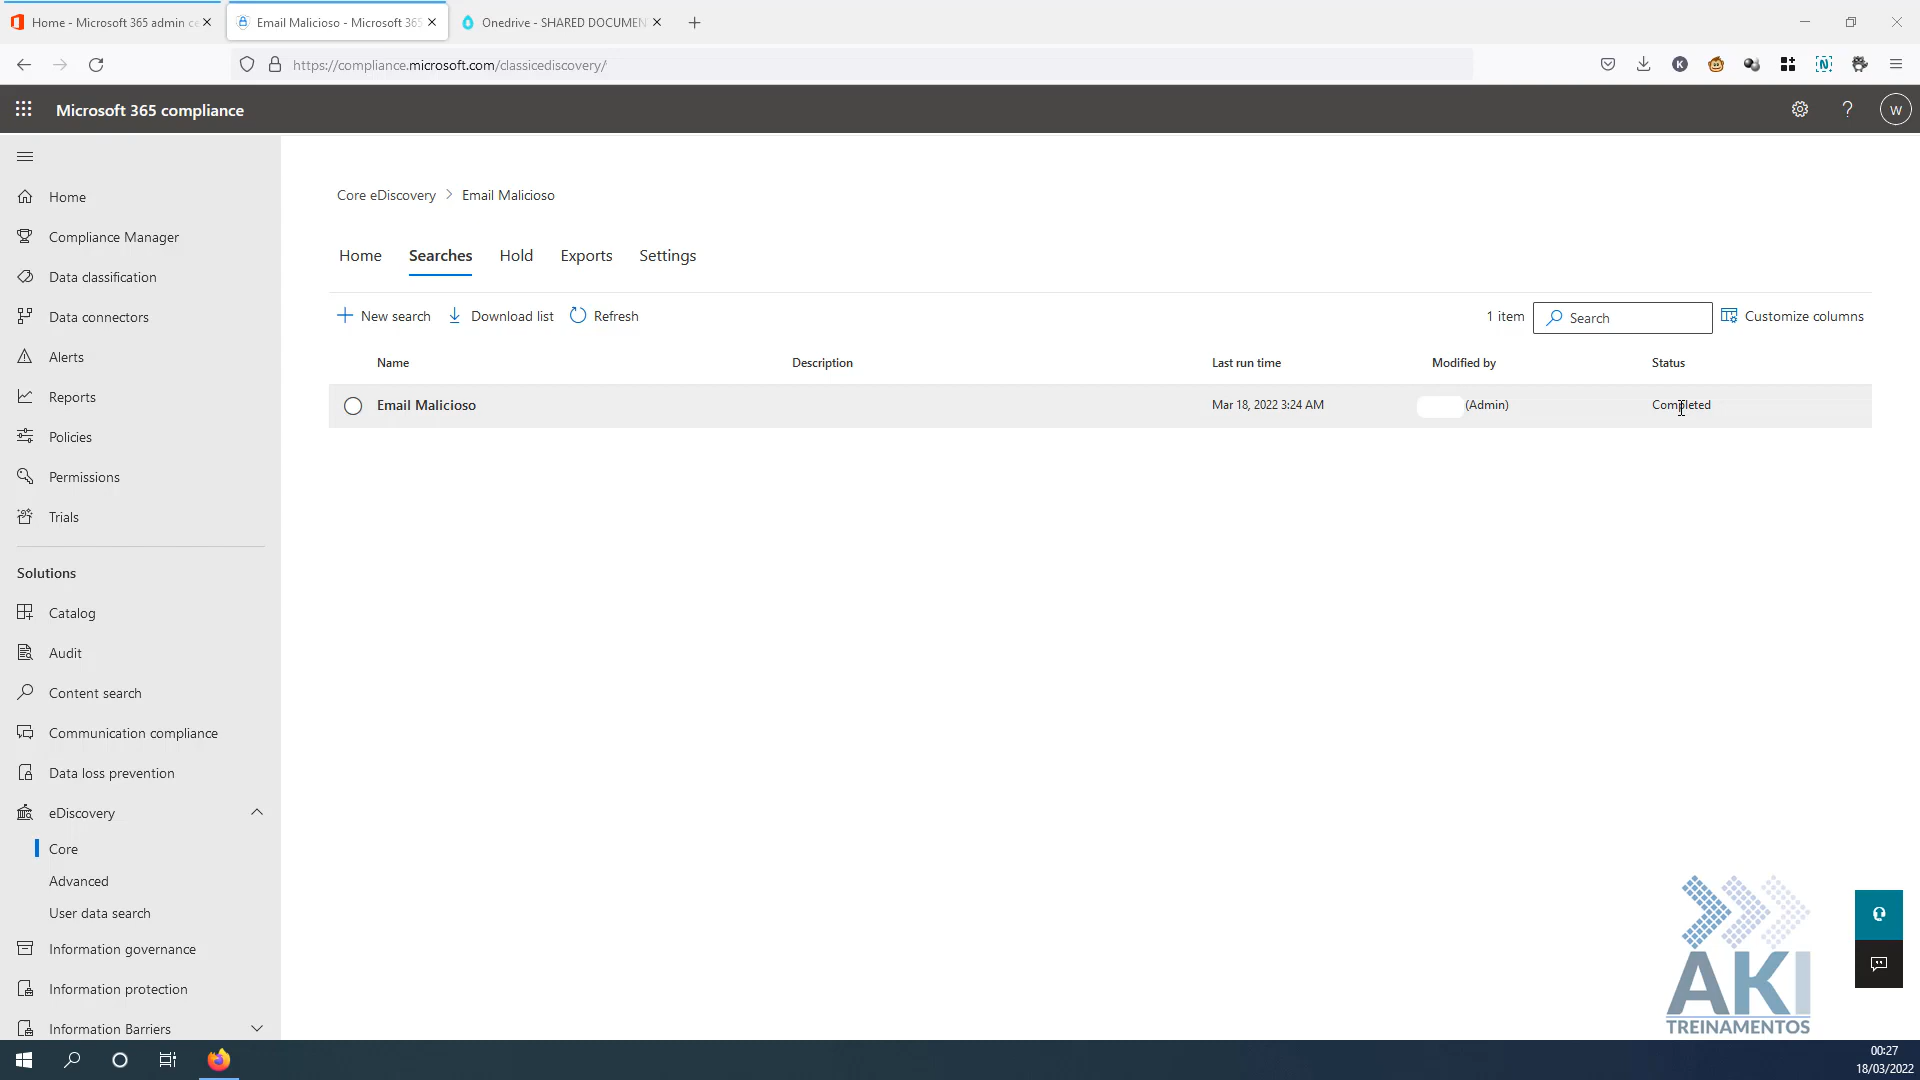 Home - Microsoft 365 admin ce
Email Malicioso - Microsoft 365
Onedrive - SHARED DOCUMEN
https://compliance.microsoft.com/classicediscovery/
K
N
Microsoft 365 compliance
?
W
Home
Compliance Manager
Data classification
Data connectors
Alerts
Reports
Policies
Permissions
Trials
Solutions
Catalog
Audit
Content search
Communication compliance
Data loss prevention
eDiscovery
Core
Advanced
User data search
Information governance
Information protection
Information Barriers
Core eDiscovery > Email Malicioso
Home Searches Hold Exports Settings
New search Download list Refresh 1 item Search Customize columns
Name Description Last run time Modified by Status
Email Malicioso Mar 18, 2022 3:24 AM (Admin) Completed
AKI
TREINAMENTOS
00:27
18/03/2022